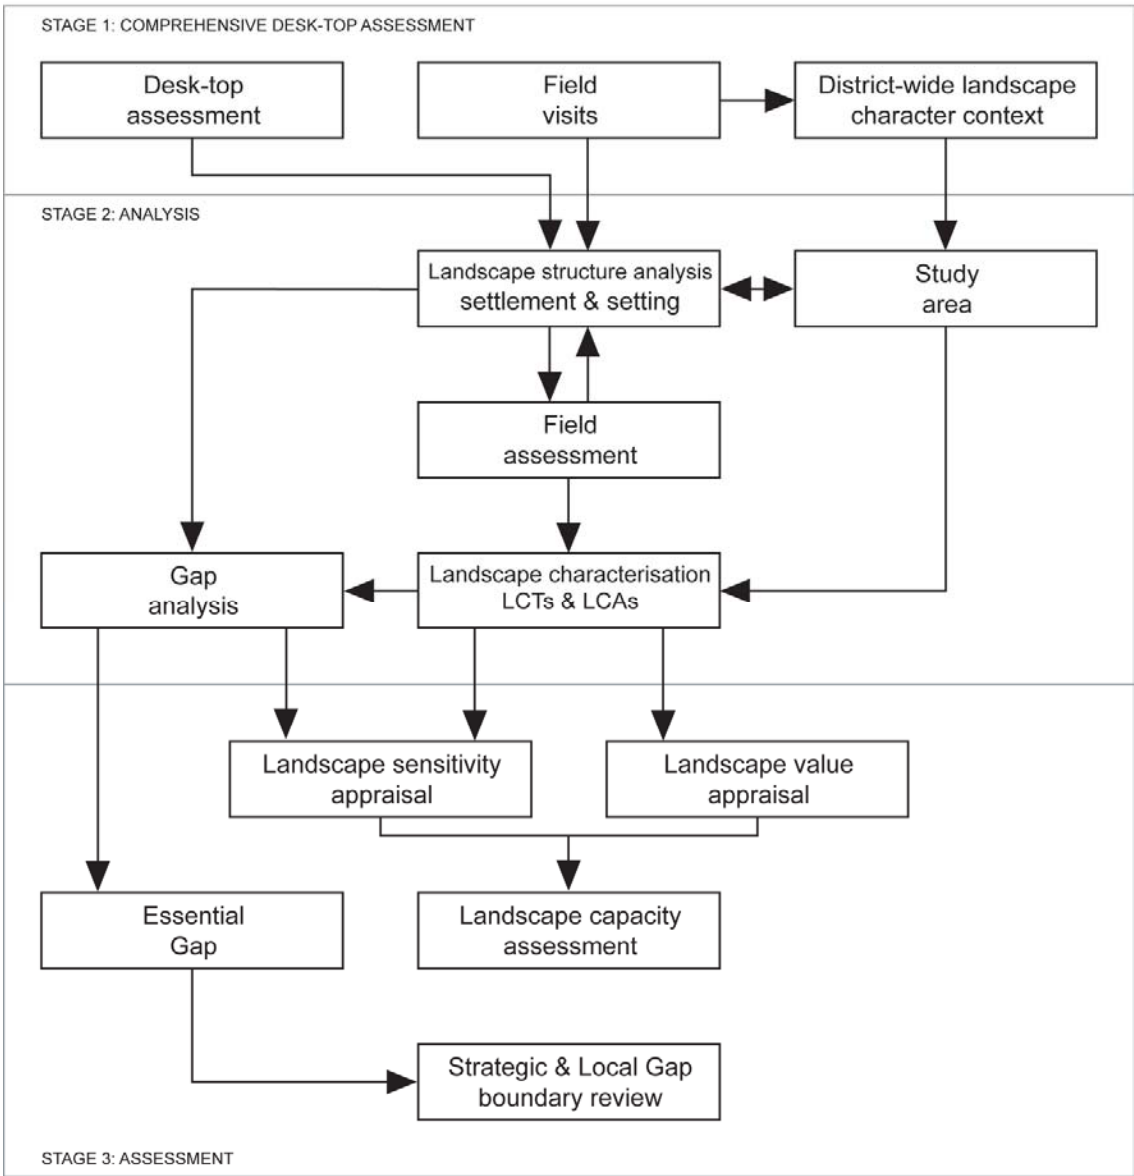 STAGE 1: COMPREHENSIVE DESK-TOP ASSESSMENT
Desk-top
assessment
Field
visits
District-wide landscape
character context
STAGE 2: ANALYSIS
Landscape structure analysis
settlement & setting
Study
area
Field
assessment
Gap
analysis
Landscape characterisation
LCTs & LCAs
Landscape sensitivity
appraisal
Landscape value
appraisal
Essential
Gap
Landscape capacity
assessment
Strategic & Local Gap
boundary review
STAGE 3: ASSESSMENT